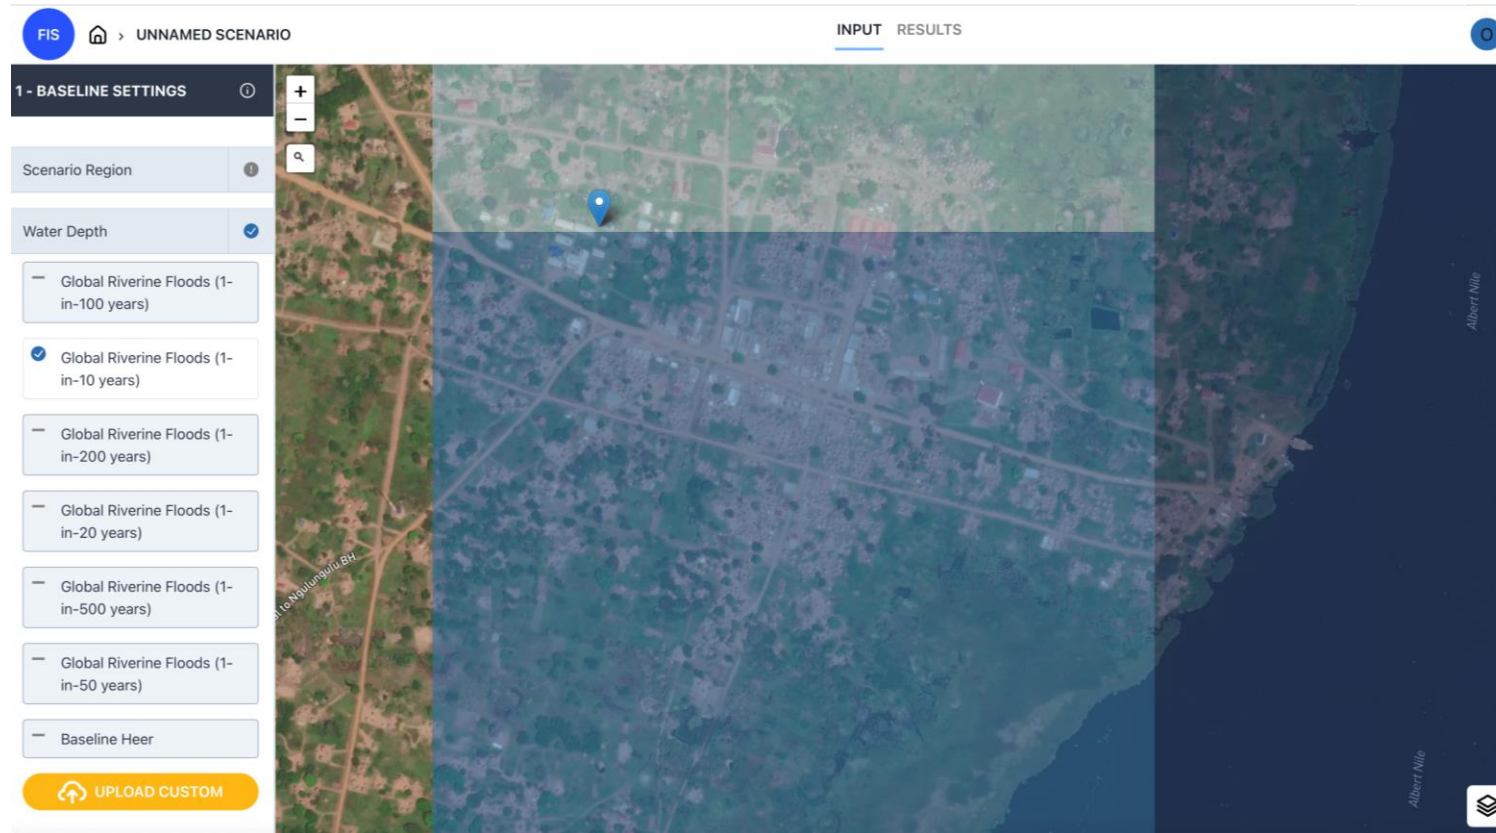 FIS
UNNAMED SCENARIO
INPUT RESULTS
O
1 - BASELINE SETTINGS
Scenario Region
Water Depth
Global Riverine Floods (1-
in-100 years)
Global Riverine Floods (1-
in-10 years)
Global Riverine Floods (1-
in-200 years)
Global Riverine Floods (1-
in-20 years)
Global Riverine Floods (1-
in-500 years)
Global Riverine Floods (1-
in-50 years)
Baseline Heer
UPLOAD CUSTOM
to Ngulungulu BH
Albert Nile
Albert Nile